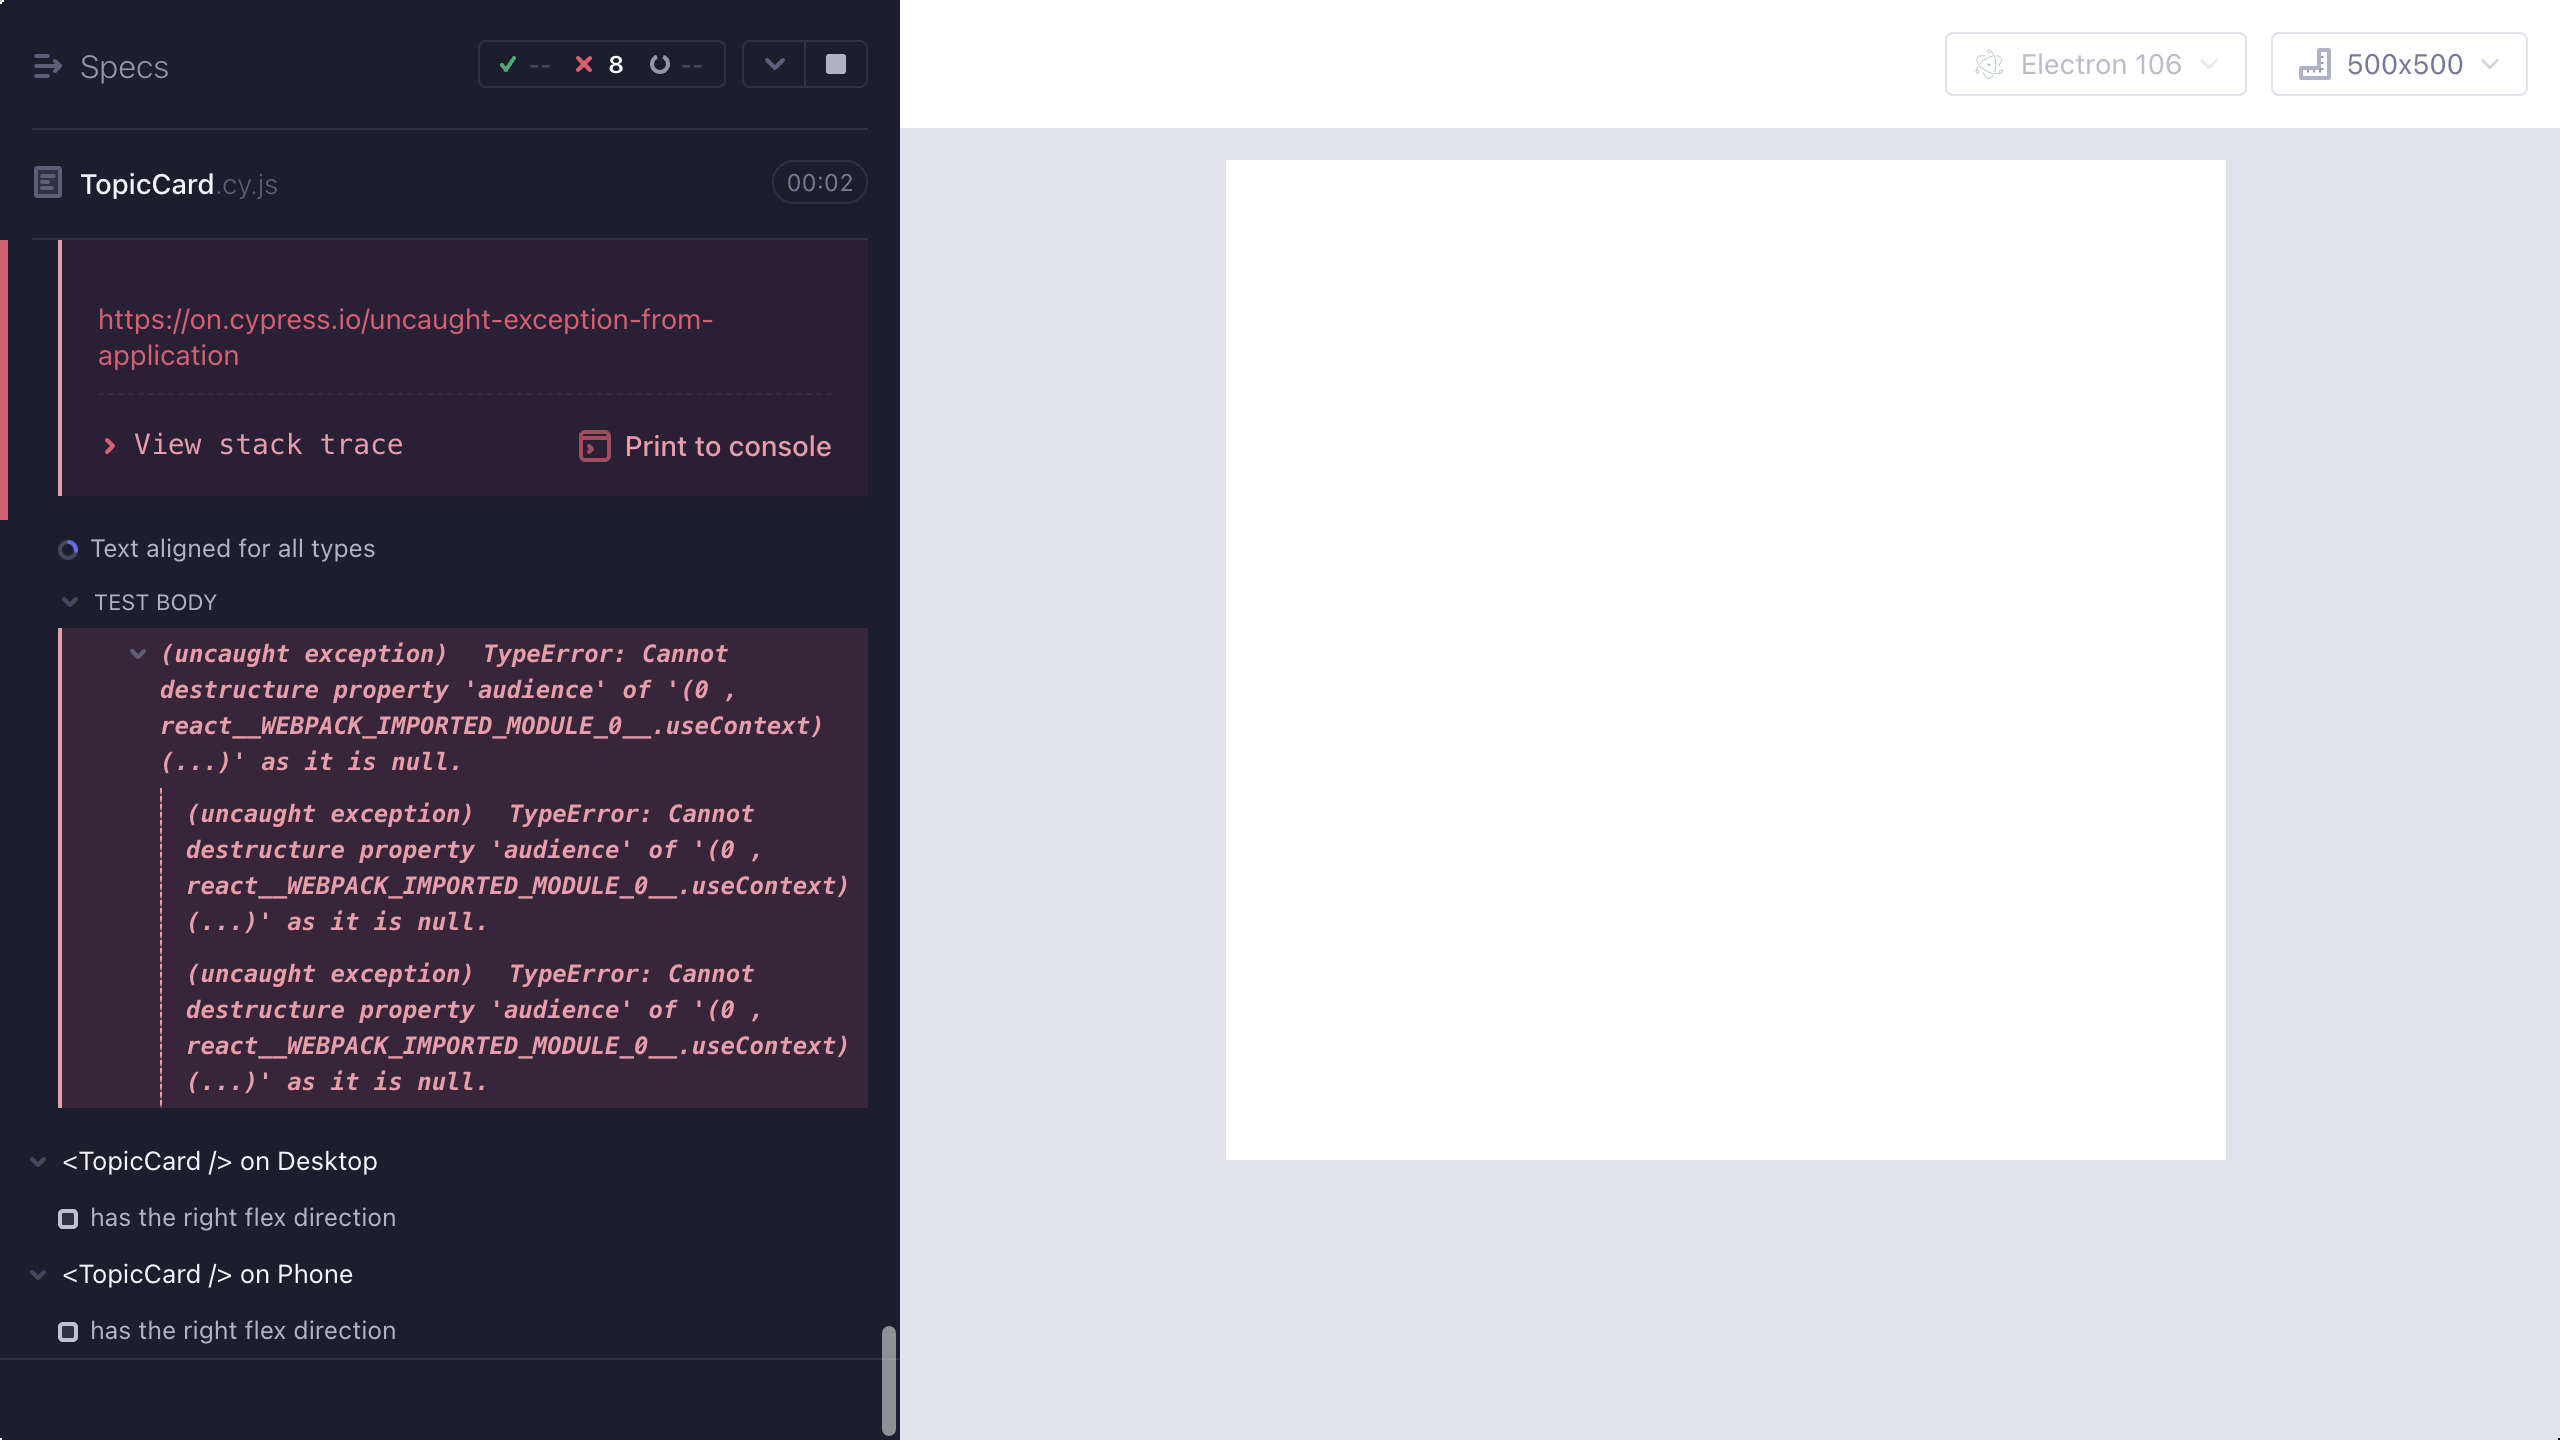 Specs
-- 8 --
Electron 106
500x500
TopicCard.cy.js
00:02
https://on.cypress.io/uncaught-exception-from-
application
View stack trace
Print to console
Text aligned for all types
TEST BODY
(uncaught exception) TypeError: Cannot
destructure property 'audience' of '(0 ,
react__WEBPACK_IMPORTED_MODULE_0__.useContext)
(...)' as it is null.
(uncaught exception) TypeError: Cannot
destructure property 'audience' of '(0 ,
react__WEBPACK_IMPORTED_MODULE_0__.useContext)
(...)' as it is null.
(uncaught exception) TypeError: Cannot
destructure property 'audience' of '(0 ,
react__WEBPACK_IMPORTED_MODULE_0__.useContext)
(...)' as it is null.
<TopicCard /> on Desktop
has the right flex direction
<TopicCard /> on Phone
has the right flex direction